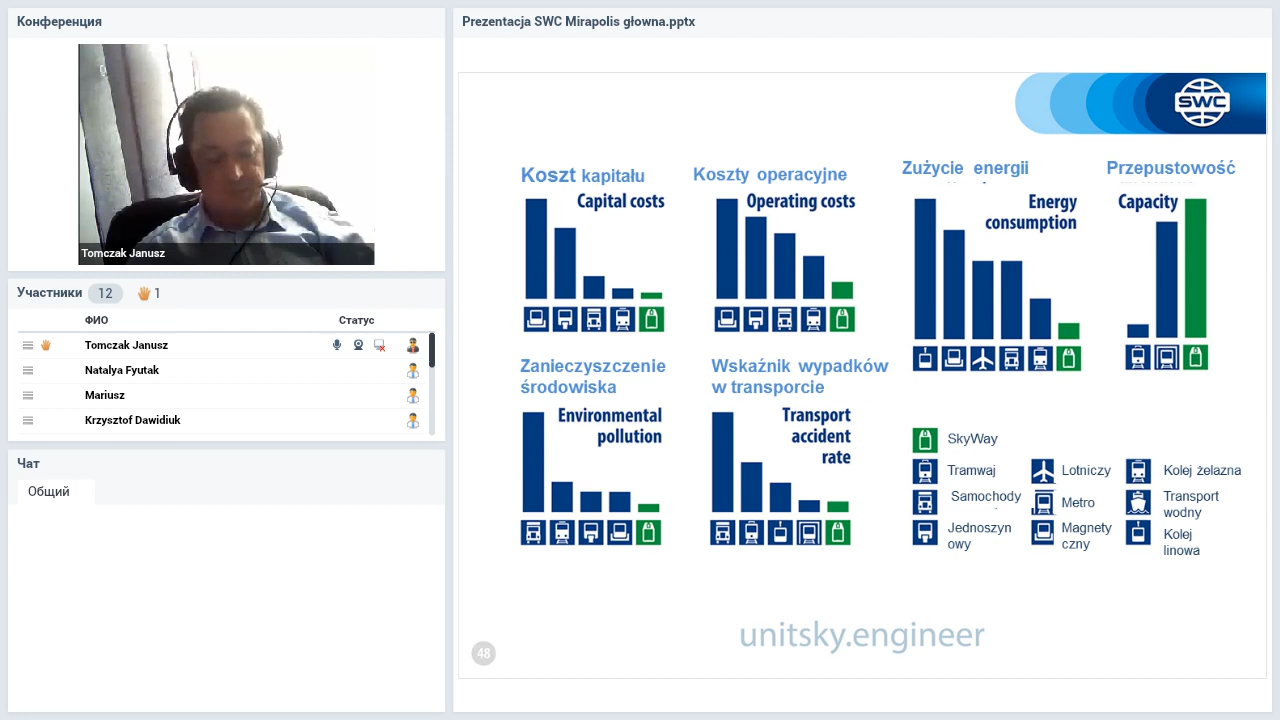 Конференция
Tomczak Janusz
Участники 12 1
ФИО Статус
Tomczak Janusz
Natalya Fyutak
Mariusz
Krzysztof Dawidiuk
Чат
Общий
Prezentacja SWC Mirapolis głowna.pptx
SWC
Koszt kapitału
Capital costs
Koszty operacyjne
Operating costs
Zużycie energii
Energy
consumption
Przepustowość
Capacity
Zanieczyszczenie
środowiska
Environmental
pollution
Wskaźnik wypadków
w transporcie
Transport
accident
rate
SkyWay
Tramwaj
Lotniczy
Kolej żelazna
Samochody
Metro
Transport
wodny
Jednoszyn
owy
Magnety
czny
Kolej
linowa
unitsky.engineer
48